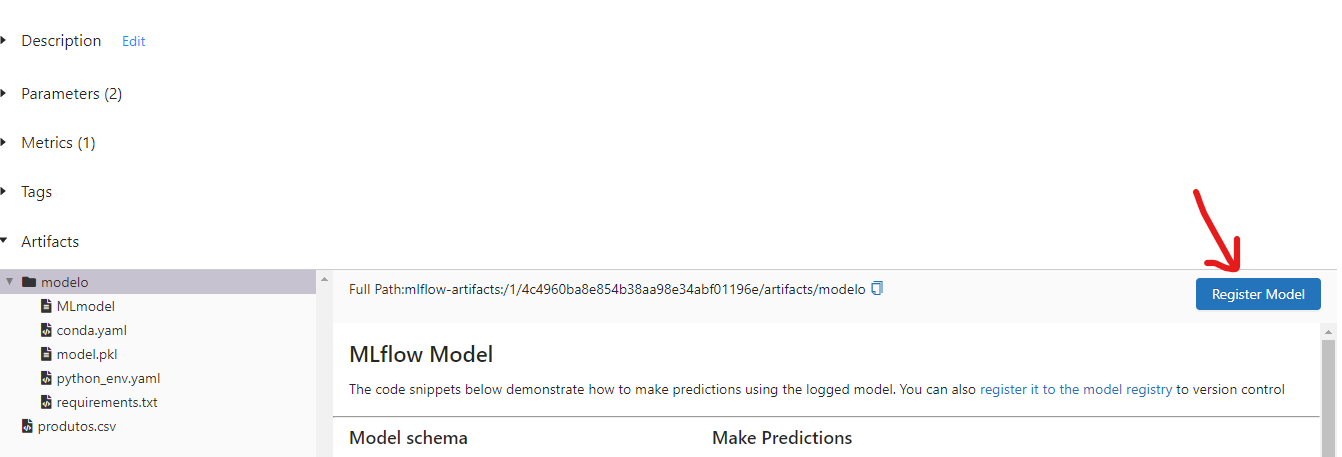 Description Edit
Parameters (2)
Metrics (1)
Tags
Artifacts
modelo
MLmodel
conda.yaml
model.pkl
python_env.yaml
requirements.txt
produtos.csv
Full Path:mlflow-artifacts:/1/4c4960ba8e854b38aa98e34abf01196e/artifacts/modelo
Register Model
MLflow Model
The code snippets below demonstrate how to make predictions using the logged model. You can also register it to the model registry to version control
Model schema
Make Predictions